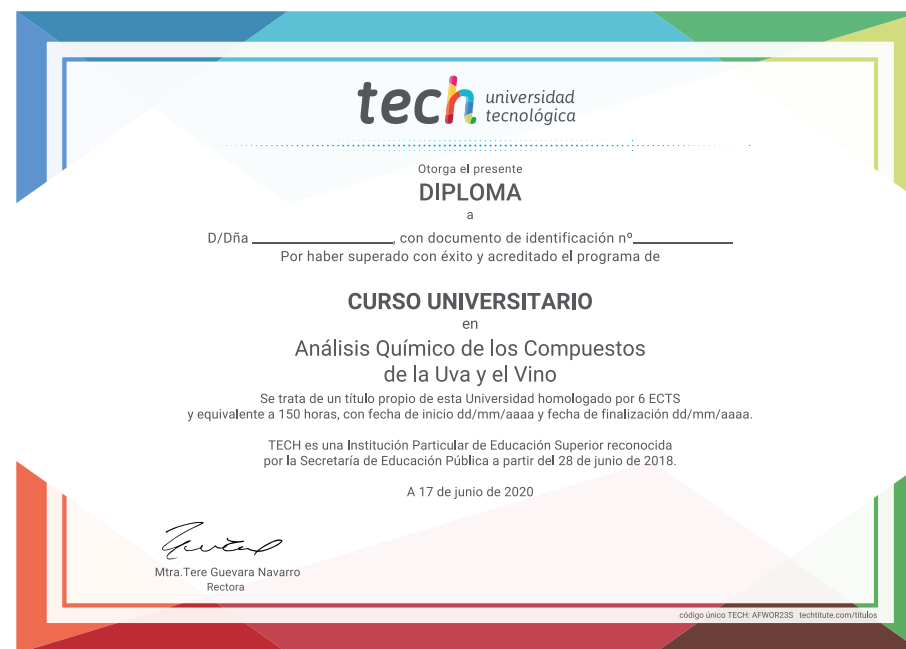 tech universidad
tecnológica
Otorga el presente
DIPLOMA
a
D/Dña ____________________, con documento de identificación nº______________
Por haber superado con éxito y acreditado el programa de
CURSO UNIVERSITARIO
en
Análisis Químico de los Compuestos
de la Uva y el Vino
Se trata de un título propio de esta Universidad homologado por 6 ECTS
y equivalente a 150 horas, con fecha de inicio dd/mm/aaaa y fecha de finalización dd/mm/aaaa.
TECH es una Institución Particular de Educación Superior reconocida
por la Secretaría de Educación Pública a partir del 28 de junio de 2018.
A 17 de junio de 2020
Mtra.Tere Guevara Navarro
Rectora
código único TECH: AFWOR23S techtitute.com/titulos